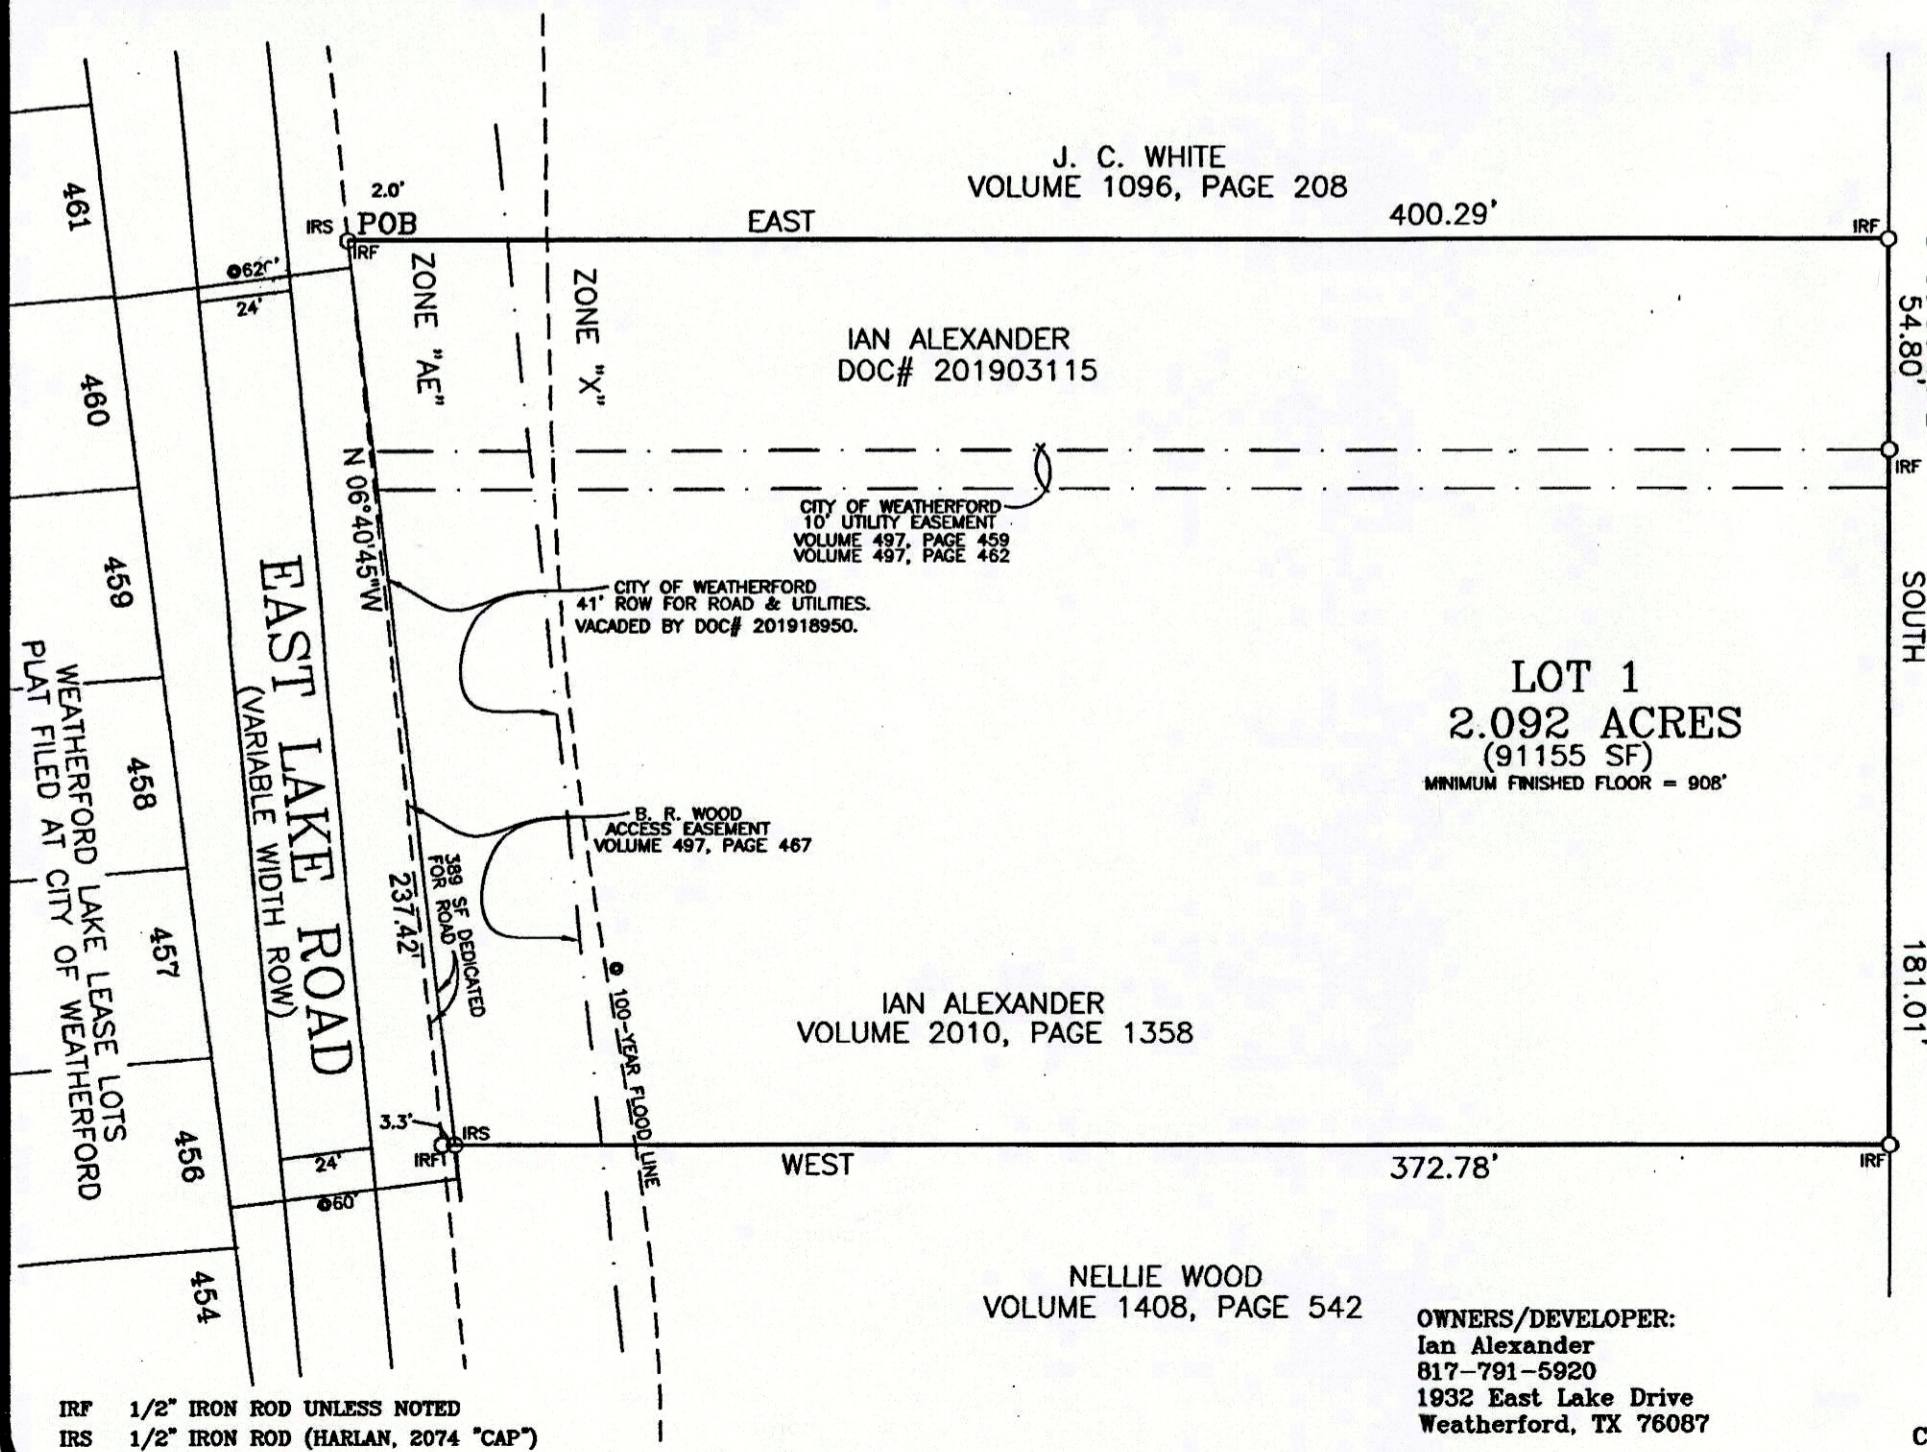 J. C. WHITE
VOLUME 1096, PAGE 208
400.29'
EAST
2.0'
IRS
POB
IRF
IRF
461
24'
ZONE "AE"
ZONE "X"
54.80'
IAN ALEXANDER
DOC# 201903115
460
IRF
N 06°40'45"W
CITY OF WEATHERFORD
10' UTILITY EASEMENT
VOLUME 497, PAGE 459
VOLUME 497, PAGE 462
459
CITY OF WEATHERFORD
41' ROW FOR ROAD & UTILITIES.
VACADED BY DOC# 201918950.
SOUTH
EAST LAKE ROAD
(VARIABLE WIDTH ROW)
WEATHERFORD LAKE LEASE LOTS
PLAT FILED AT CITY OF WEATHERFORD
LOT 1
2.092 ACRES
(91155 SF)
MINIMUM FINISHED FLOOR = 908'
458
B. R. WOOD
ACCESS EASEMENT
VOLUME 497, PAGE 467
237.42'
389 SF DEDICATED
FOR ROAD
457
181.01'
100-YEAR FLOOD LINE
IAN ALEXANDER
VOLUME 2010, PAGE 1358
3.3'
IRS
IRF
456
24'
60'
WEST
372.78'
IRF
454
NELLIE WOOD
VOLUME 1408, PAGE 542
OWNERS/DEVELOPER:
Ian Alexander
817-791-5920
1932 East Lake Drive
Weatherford, TX 76087
IRF 1/2" IRON ROD UNLESS NOTED
IRS 1/2" IRON ROD (HARLAN, 2074 "CAP")